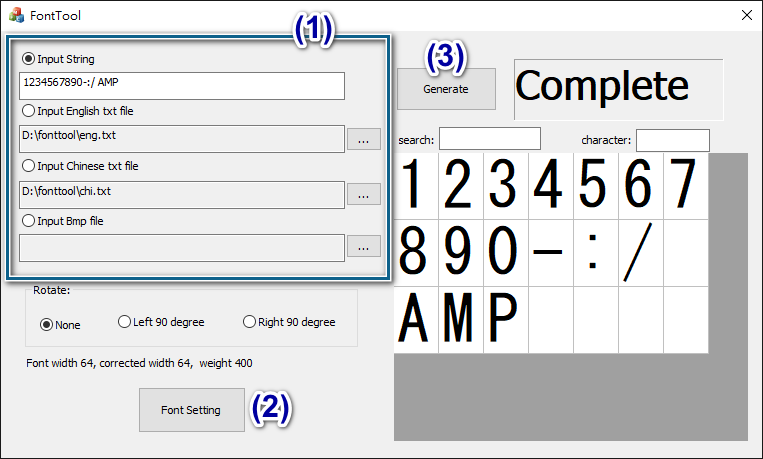 FontTool
(1)
Input String
1234567890-:/ AMP
Input English txt file
D:\fonttool\eng.txt
...
Input Chinese txt file
D:\fonttool\chi.txt
...
Input Bmp file
...
Rotate:
None Left 90 degree Right 90 degree
Font width 64, corrected width 64, weight 400
Font Setting
(2)
(3)
Generate
Complete
search: character:
1 2 3 4 5 6 7
8 9 0 - : /
A M P